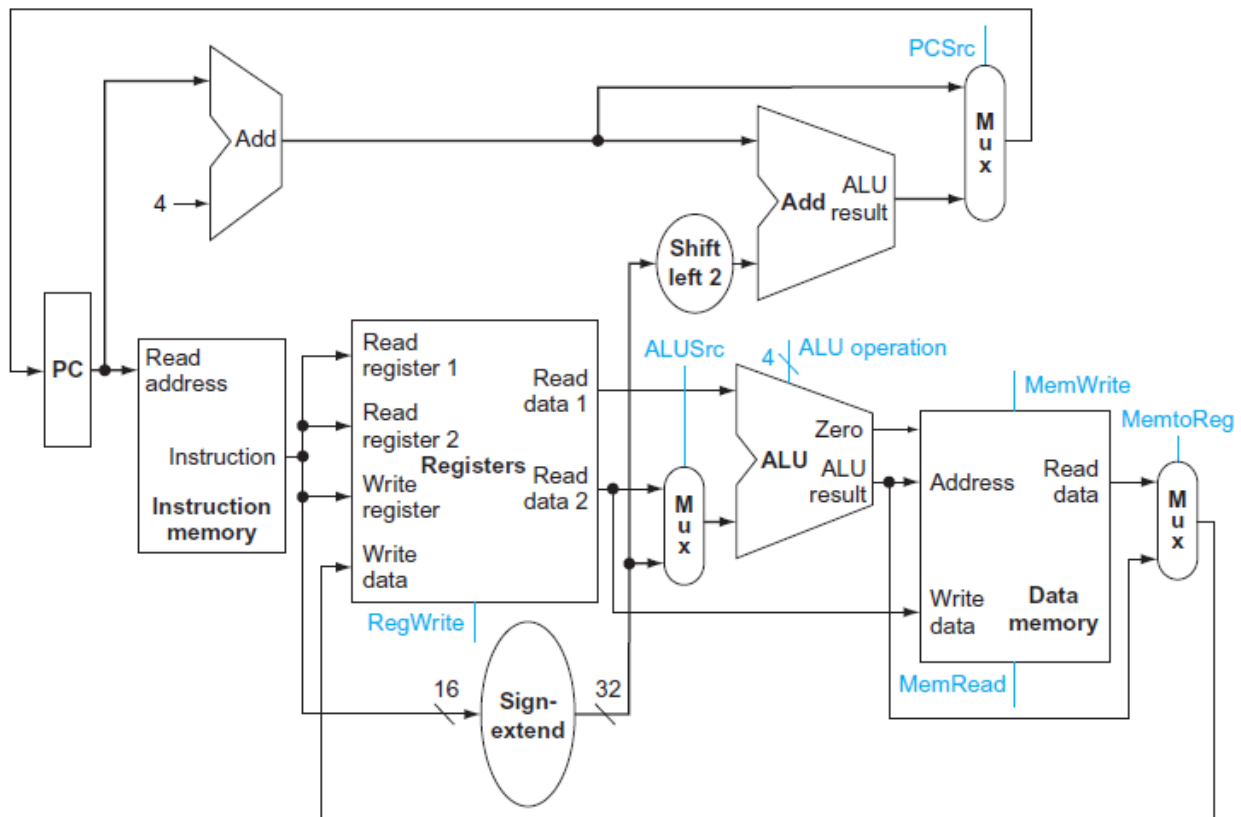 PCSrc
Add
4
M
u
x
Add
ALU
result
Shift
left 2
PC
Read
address
Instruction
Instruction
memory
Read
register 1
Read
register 2
Write
register
Write
data
Registers
Read
data 1
Read
data 2
RegWrite
ALUSrc
M
u
x
4
ALU operation
Zero
ALU
ALU
result
MemWrite
Address
Read
data
Write
data
Data
memory
MemRead
MemtoReg
M
u
x
16
Sign-
extend
32